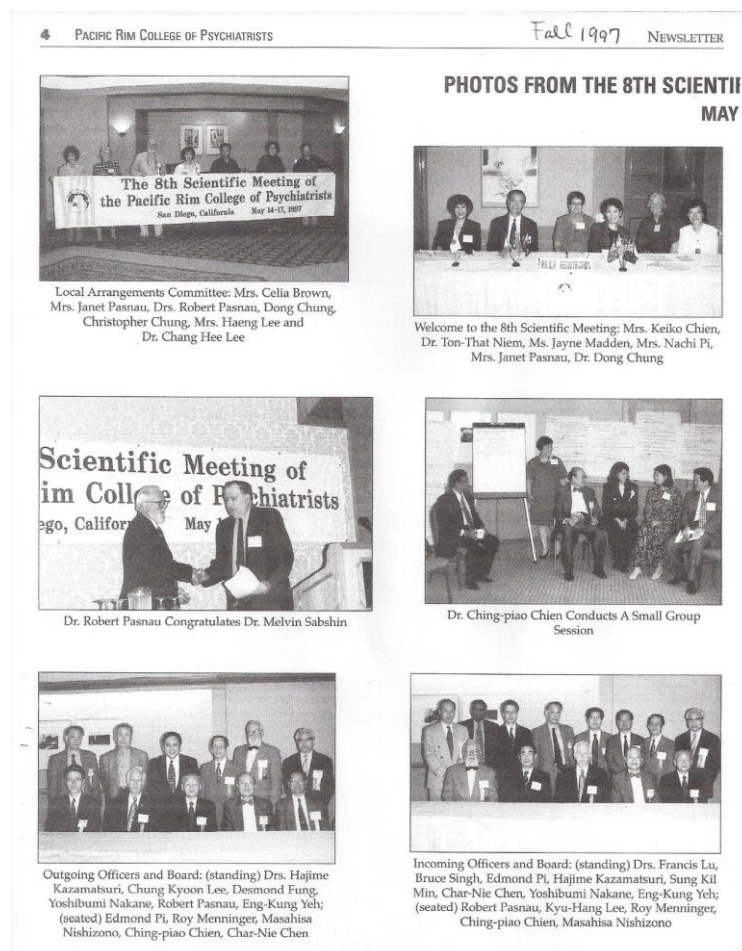 4 PACIFIC RIM COLLEGE OF PSYCHIATRISTS
Fall 1997
NEWSLETTER
PHOTOS FROM THE 8TH SCIENTI
MAY
The 8th Scientific Meeting of
the Pacific Rim College of Psychiatrists
San Diego, California May 14-17, 1997
Local Arrangements Committee: Mrs. Celia Brown,
Mrs. Janet Pasnau, Drs. Robert Pasnau, Dong Chung,
Christopher Chung, Mrs. Haeng Lee and
Dr. Chang Hee Lee
Welcome to the 8th Scientific Meeting: Mrs. Keiko Chien,
Dr. Ton-That Niem, Ms. Jayne Madden, Mrs. Nachi Pi,
Mrs. Janet Pasnau, Dr. Dong Chung
Scientific Meeting of
im Coll e of P chiatrists
ego, Califor May 1
Dr. Robert Pasnau Congratulates Dr. Melvin Sabshin
Dr. Ching-piao Chien Conducts A Small Group
Session
Outgoing Officers and Board: (standing) Drs. Hajime
Kazamatsuri, Chung Kyoon Lee, Desmond Fung,
Yoshibumi Nakane, Robert Pasnau, Eng-Kung Yeh;
(seated) Edmond Pi, Roy Menninger, Masahisa
Nishizono, Ching-piao Chien, Char-Nie Chen
Incoming Officers and Board: (standing) Drs. Francis Lu,
Bruce Singh, Edmond Pi, Hajime Kazamatsuri, Sung Kil
Min, Char-Nie Chen, Yoshibumi Nakane, Eng-Kung Yeh;
(seated) Robert Pasnau, Kyu-Hang Lee, Roy Menninger,
Ching-piao Chien, Masahisa Nishizono